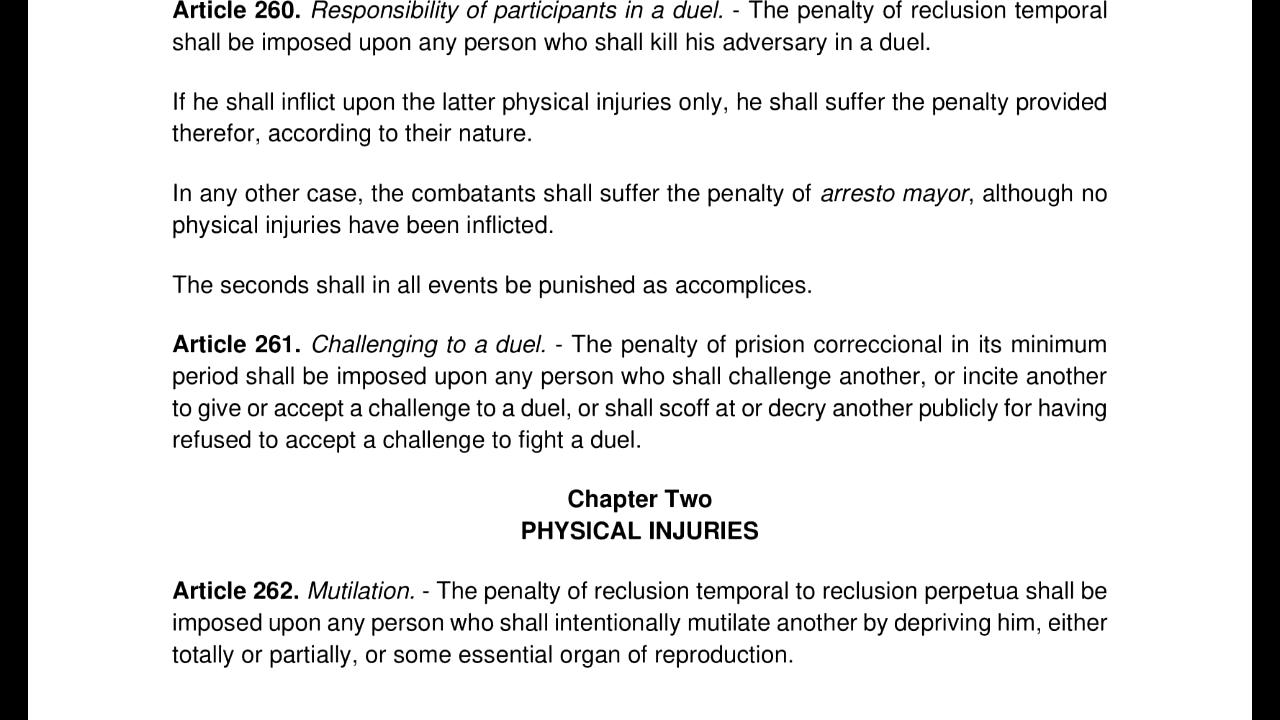 Article 260. Responsibility of participants in a duel. - The penalty of reclusion temporal
shall be imposed upon any person who shall kill his adversary in a duel.
If he shall inflict upon the latter physical injuries only, he shall suffer the penalty provided
therefor, according to their nature.
In any other case, the combatants shall suffer the penalty of arresto mayor, although no
physical injuries have been inflicted.
The seconds shall in all events be punished as accomplices.
Article 261. Challenging to a duel. - The penalty of prision correccional in its minimum
period shall be imposed upon any person who shall challenge another, or incite another
to give or accept a challenge to a duel, or shall scoff at or decry another publicly for having
refused to accept a challenge to fight a duel.
Chapter Two
PHYSICAL INJURIES
Article 262. Mutilation. - The penalty of reclusion temporal to reclusion perpetua shall be
imposed upon any person who shall intentionally mutilate another by depriving him, either
totally or partially, or some essential organ of reproduction.